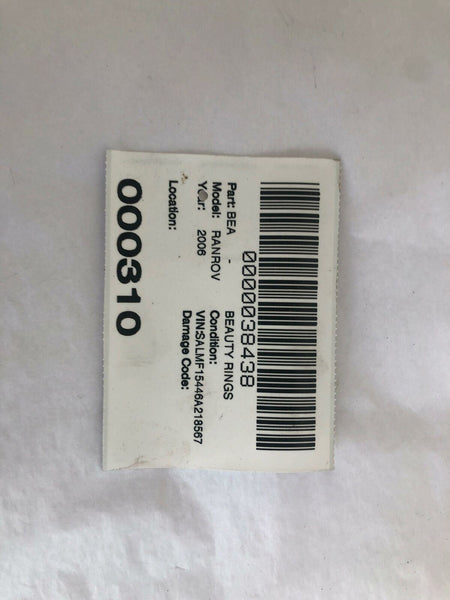 0000038438
Part: BEA - BEAUTY RINGS
Model: RANROV Condition:
Year: 2006 VIN:SALMF15446A218567
Damage Code:
Location:
000310